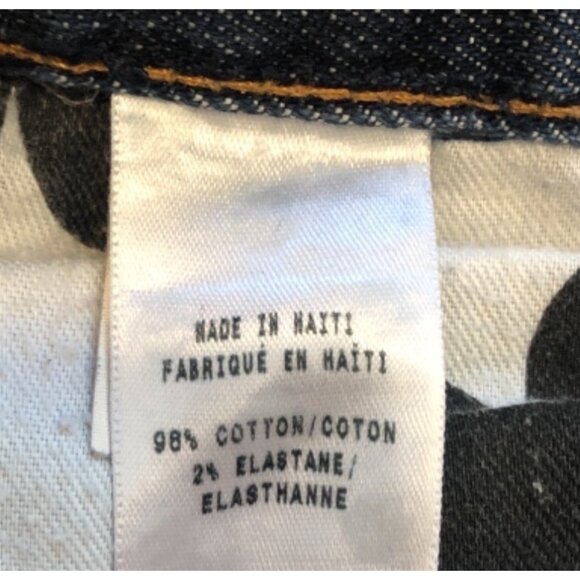 MADE IN HAITI
FABRIQUÉ EN HAÏTI
98% COTTON/COTON
2% ELASTANE/
ELASTHANNE